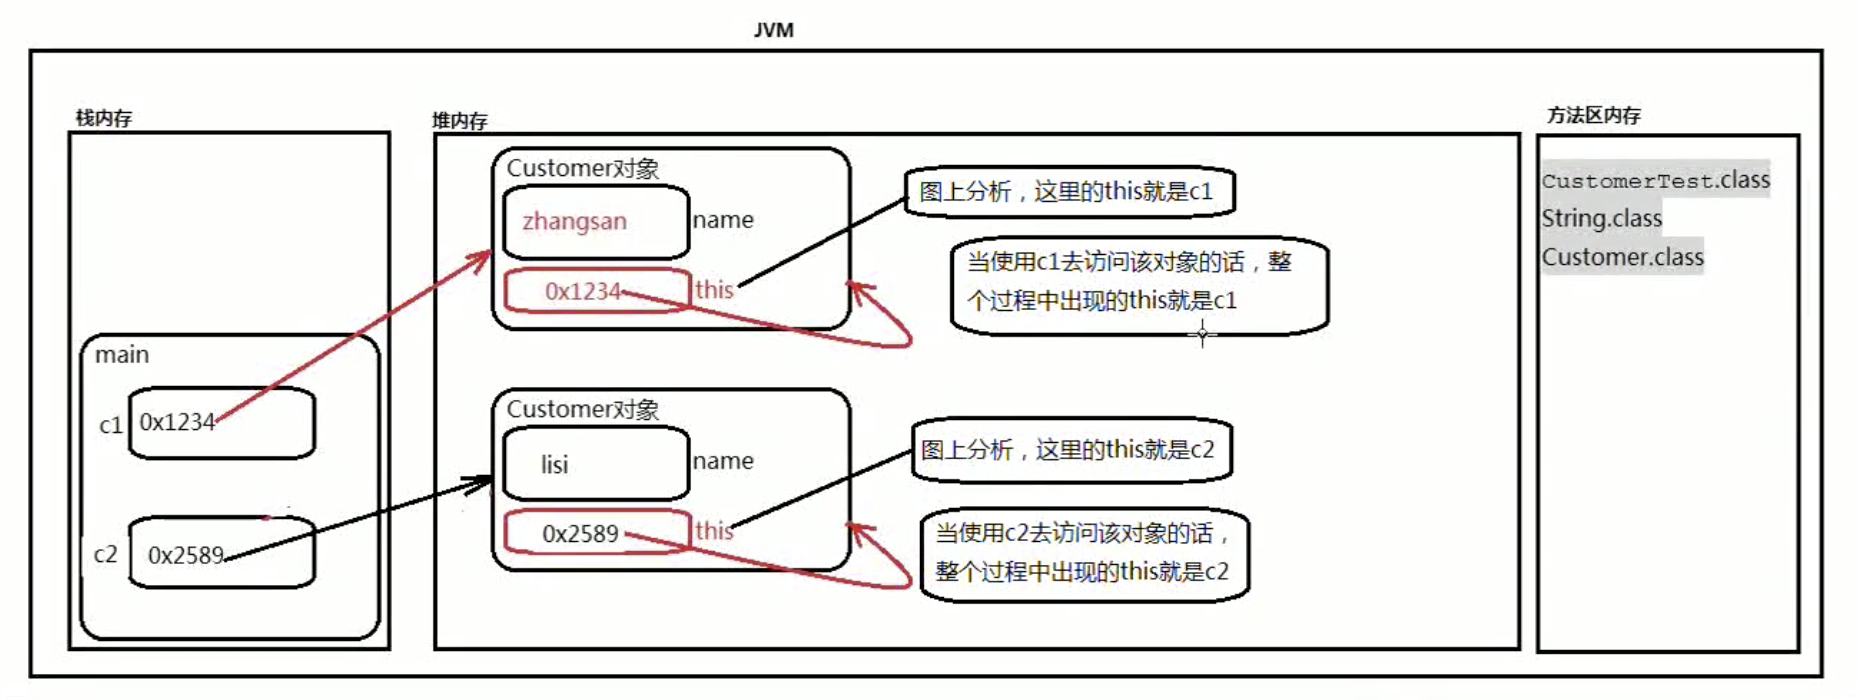 JVM
栈内存
main
c1
0x1234
c2
0x2589
堆内存
Customer对象
zhangsan
name
0x1234
this
图上分析，这里的this就是c1
当使用c1去访问该对象的话，整
个过程中出现的this就是c1
Customer对象
lisi
name
0x2589
this
图上分析，这里的this就是c2
当使用c2去访问该对象的话，
整个过程中出现的this就是c2
方法区内存
CustomerTest.class
String.class
Customer.class